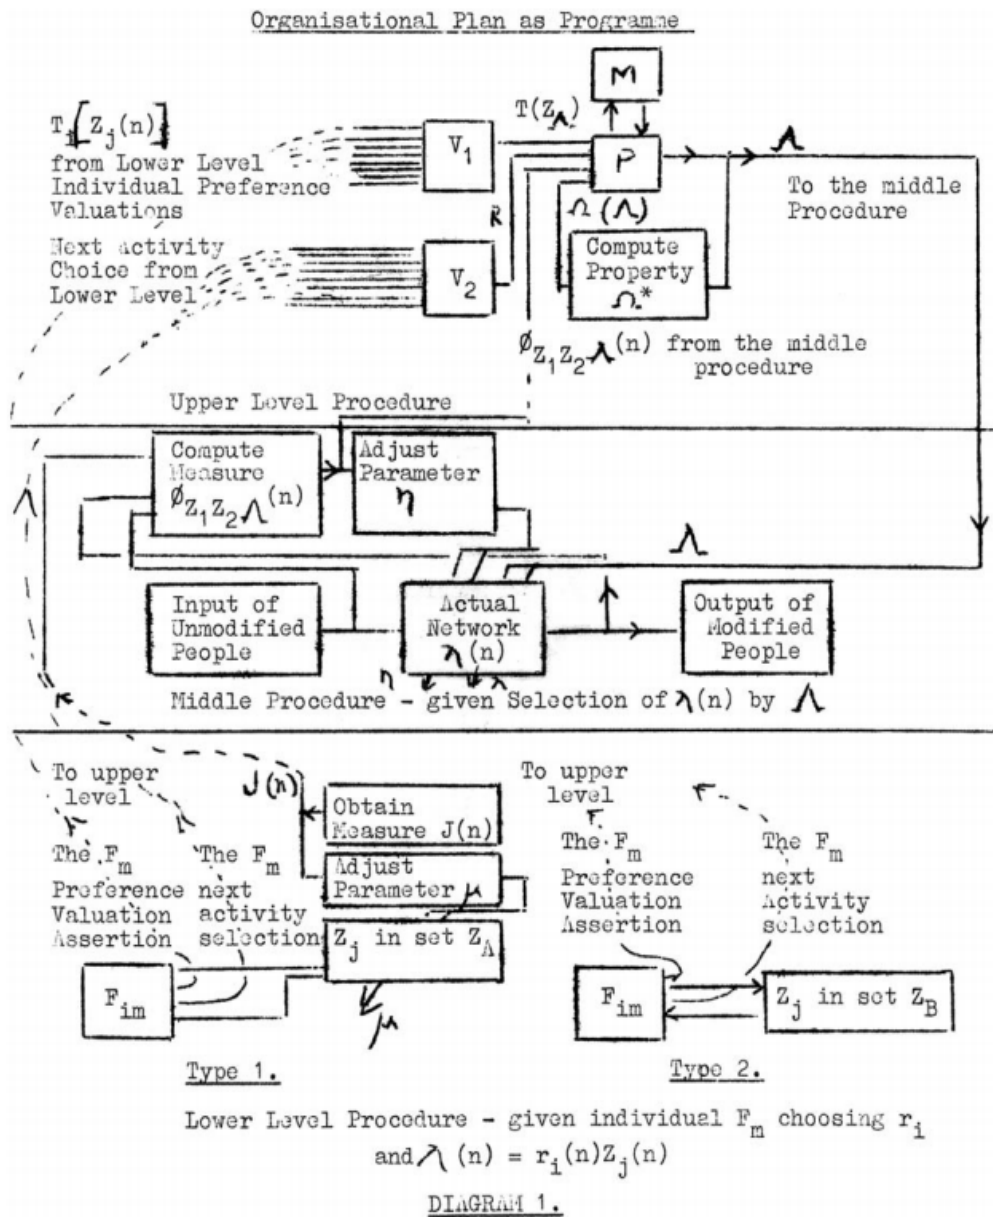 Organisational Plan as Programme
M
T_i[Z_j(n)]
from Lower Level
Individual Preference
Valuations
V_1
T(Z_Λ)
P
Λ
To the middle
Procedure
R
Ω(Λ)
Next activity
Choice from
Lower Level
V_2
Compute
Property
Ω*
Ø_{Z_1Z_2Λ}(n) from the middle
procedure
Upper Level Procedure
Compute
Measure
Ø_{Z_1Z_2Λ}(n)
Adjust
Parameter
η
Λ
Input of
Unmodified
People
Actual
Network
λ(n)
Output of
Modified
People
η
λ
Middle Procedure - given Selection of λ(n) by Λ
To upper
level
J(n)
Obtain
Measure J(n)
The F_m
Preference
Valuation
Assertion
The F_m
next
activity
selection
Adjust
Parameter μ
Z_j in set Z_A
F_im
μ
Type 1.
To upper
level
The F_m
Preference
Valuation
Assertion
The F_m
next
Activity
selection
F_im
Z_j in set Z_B
Type 2.
Lower Level Procedure - given individual F_m choosing r_i
and λ(n) = r_i(n)Z_j(n)
DIAGRAM 1.